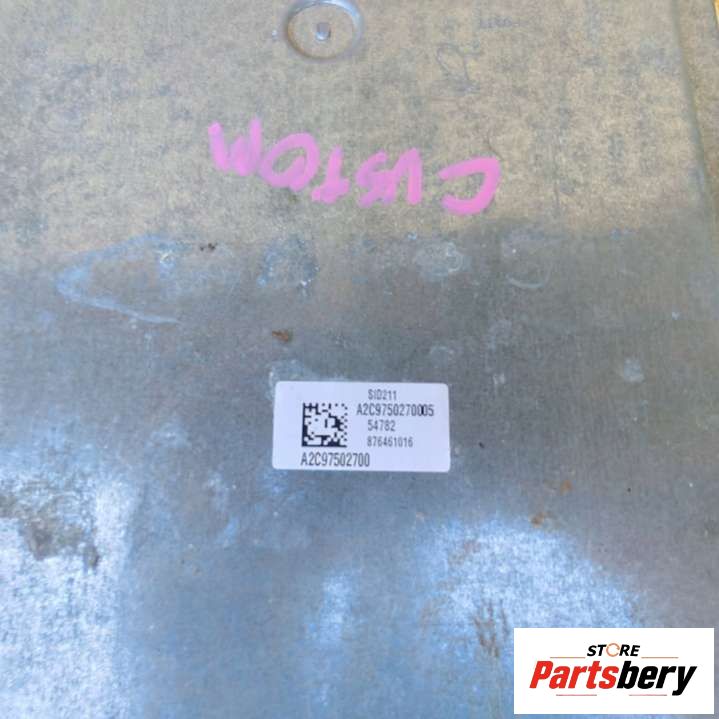 CUSTOM
SID211
A2C9750270005
54782
876461016
A2C97502700
STORE
Partsbery